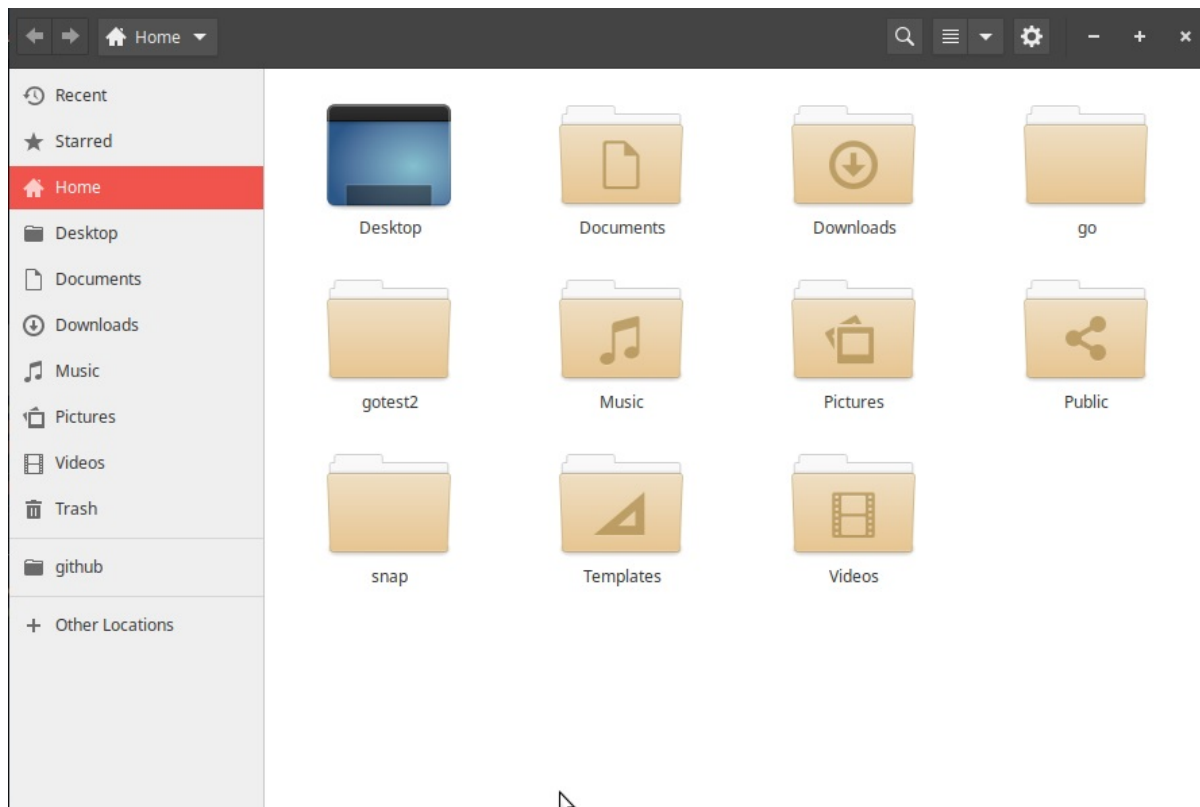 Home
Recent
Starred
Home
Desktop
Documents
Downloads
Music
Pictures
Videos
Trash
github
Other Locations
Desktop
Documents
Downloads
go
gotest2
Music
Pictures
Public
snap
Templates
Videos